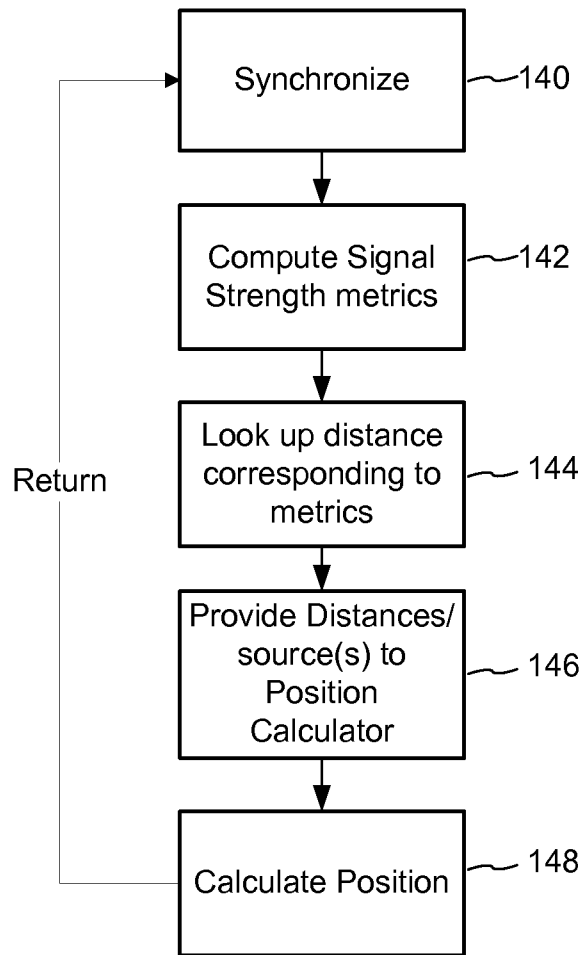 Synchronize
140
Compute Signal
Strength metrics
142
Look up distance
corresponding to
metrics
144
Return
Provide Distances/
source(s) to
Position
Calculator
146
Calculate Position
148